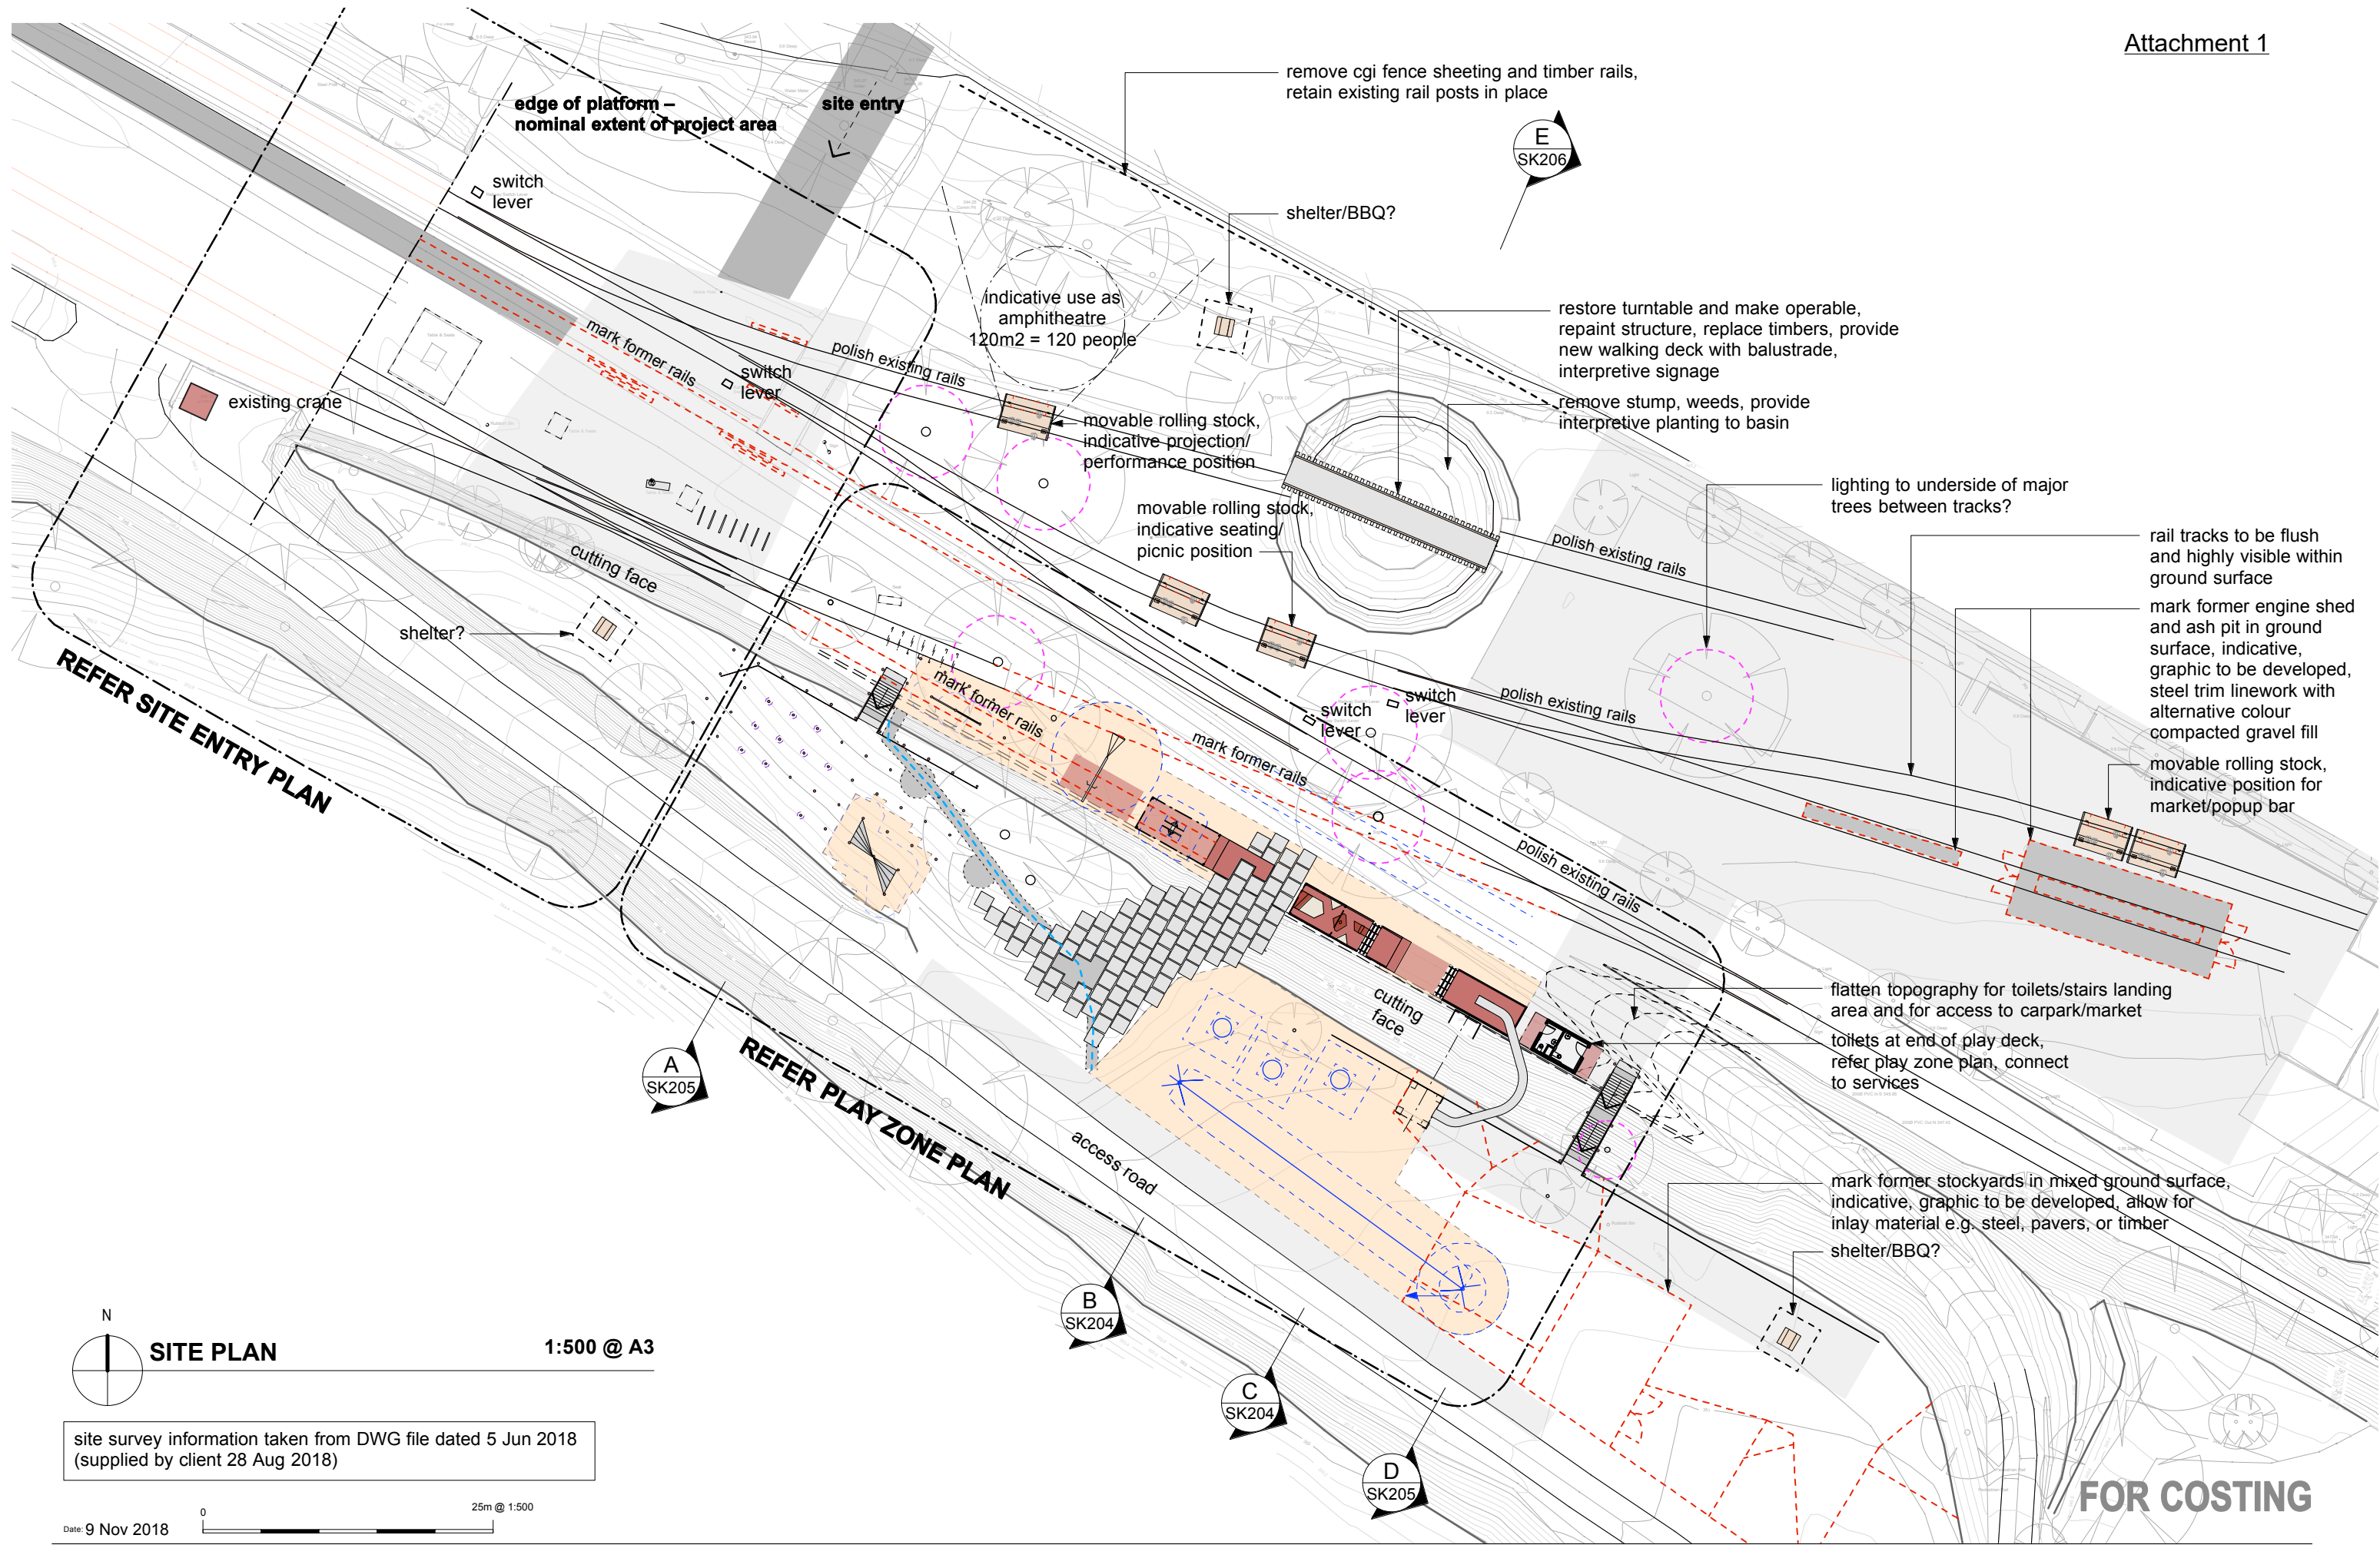 Attachment 1
remove cgi fence sheeting and timber rails,
retain existing rail posts in place
edge of platform –
nominal extent of project area
site entry
E
SK206
switch
lever
shelter/BBQ?
indicative use as
amphitheatre
120m2 = 120 people
restore turntable and make operable,
repaint structure, replace timbers, provide
new walking deck with balustrade,
interpretive signage
mark former rails
polish existing rails
switch
lever
existing crane
remove stump, weeds, provide
interpretive planting to basin
movable rolling stock,
indicative projection/
performance position
lighting to underside of major
trees between tracks?
movable rolling stock,
indicative seating/
picnic position
polish existing rails
rail tracks to be flush
and highly visible within
ground surface
cutting face
mark former engine shed
and ash pit in ground
surface, indicative,
graphic to be developed,
steel trim linework with
alternative colour
compacted gravel fill
shelter?
REFER SITE ENTRY PLAN
mark former rails
polish existing rails
switch
lever
switch
lever
mark former rails
movable rolling stock,
indicative position for
market/popup bar
polish existing rails
cutting
face
flatten topography for toilets/stairs landing
area and for access to carpark/market
toilets at end of play deck,
refer play zone plan, connect
to services
A
SK205
REFER PLAY ZONE PLAN
access road
mark former stockyards in mixed ground surface,
indicative, graphic to be developed, allow for
inlay material e.g. steel, pavers, or timber
shelter/BBQ?
B
SK204
C
SK204
D
SK205
N
SITE PLAN
1:500 @ A3
site survey information taken from DWG file dated 5 Jun 2018
(supplied by client 28 Aug 2018)
0
25m @ 1:500
Date: 9 Nov 2018
FOR COSTING